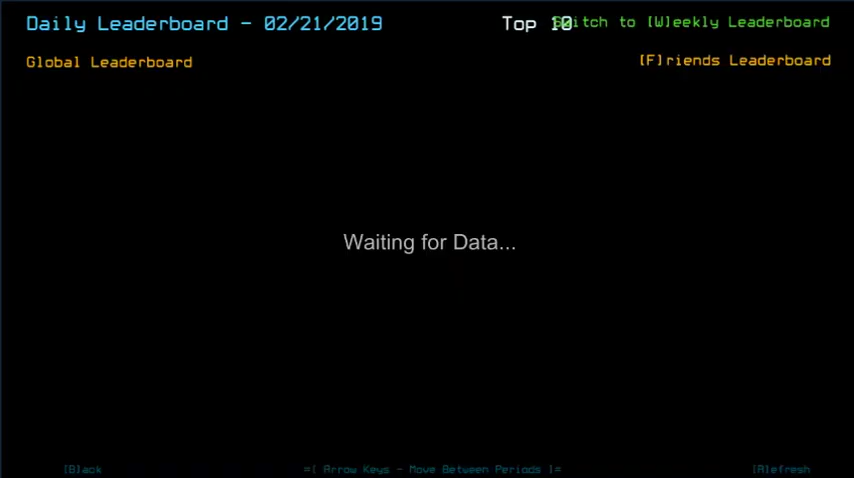 Daily Leaderboard - 02/21/2019 Top 10 Switch to [W]eekly Leaderboard
Global Leaderboard [F]riends Leaderboard
Waiting for Data...
[B]ack =[ Arrow Keys - Move Between Periods ]= [R]efresh